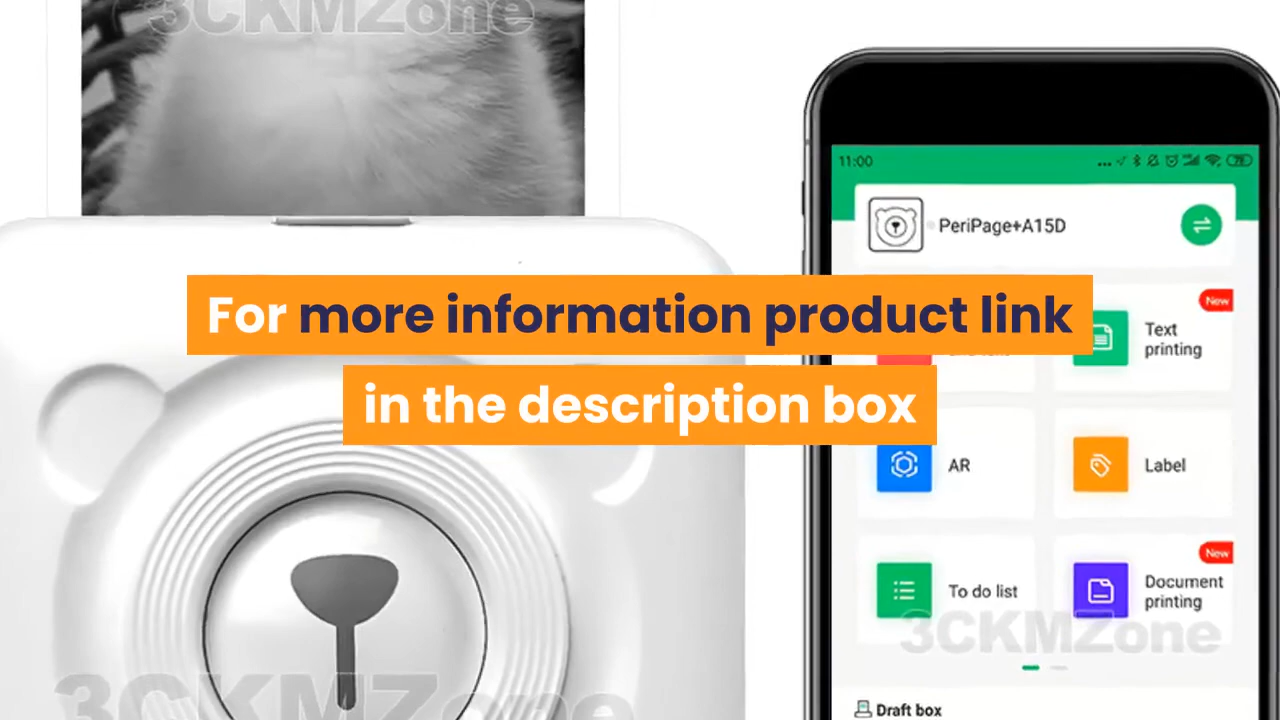 3CKMZone
11:00
PeriPage+A15D
For more information product link
New
Text
printing
in the description box
AR
Label
New
To do list
Document
printing
3CKMZone
3CKMZone
Draft box